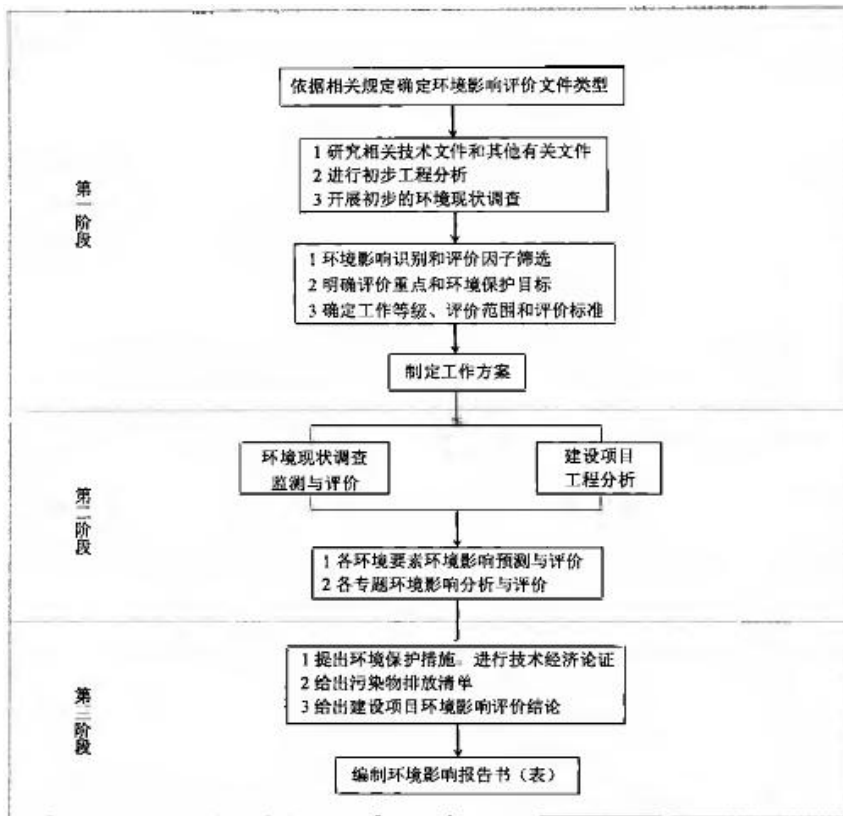 依据相关规定确定环境影响评价文件类型
1 研究相关技术文件和其他有关文件
2 进行初步工程分析
3 开展初步的环境现状调查
第一阶段
1 环境影响识别和评价因子筛选
2 明确评价重点和环境保护目标
3 确定工作等级、评价范围和评价标准
制定工作方案
环境现状调查
监测与评价
建设项目
工程分析
第二阶段
1 各环境要素环境影响预测与评价
2 各专题环境影响分析与评价
1 提出环境保护措施。进行技术经济论证
2 给出污染物排放清单
3 给出建设项目环境影响评价结论
第三阶段
编制环境影响报告书（表）